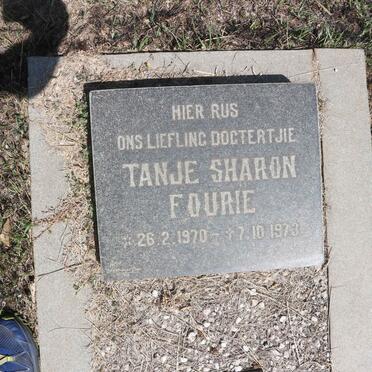 HIER RUS
ONS LIEFLING DOGTERTJIE
TANJE SHARON
FOURIE
* 26.2.1970 — † 7.10.1973